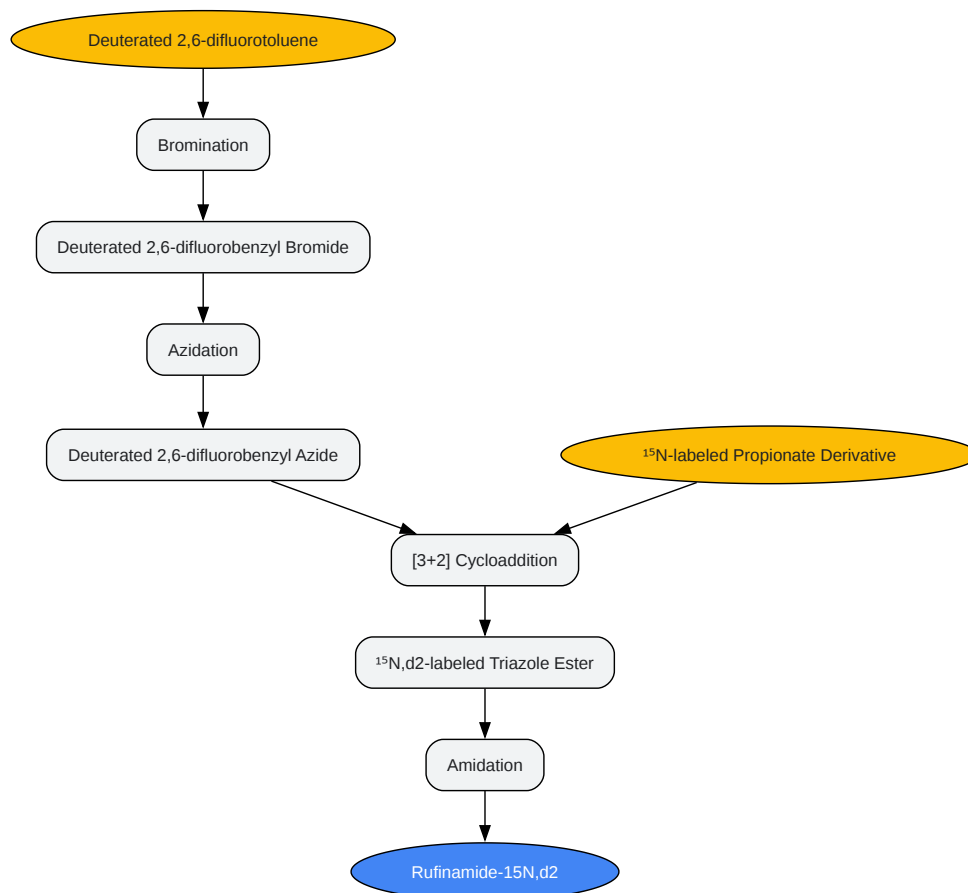 Deuterated 2,6-difluorotoluene
Bromination
Deuterated 2,6-difluorobenzyl Bromide
Azidation
Deuterated 2,6-difluorobenzyl Azide
¹⁵N-labeled Propionate Derivative
[3+2] Cycloaddition
¹⁵N,d2-labeled Triazole Ester
Amidation
Rufinamide-15N,d2